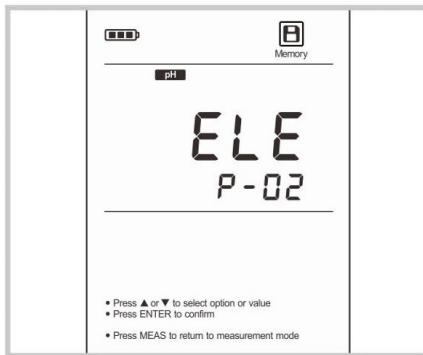 Memory
pH
ELE
P-02
• Press ▲ or ▼ to select option or value
• Press ENTER to confirm
• Press MEAS to return to measurement mode